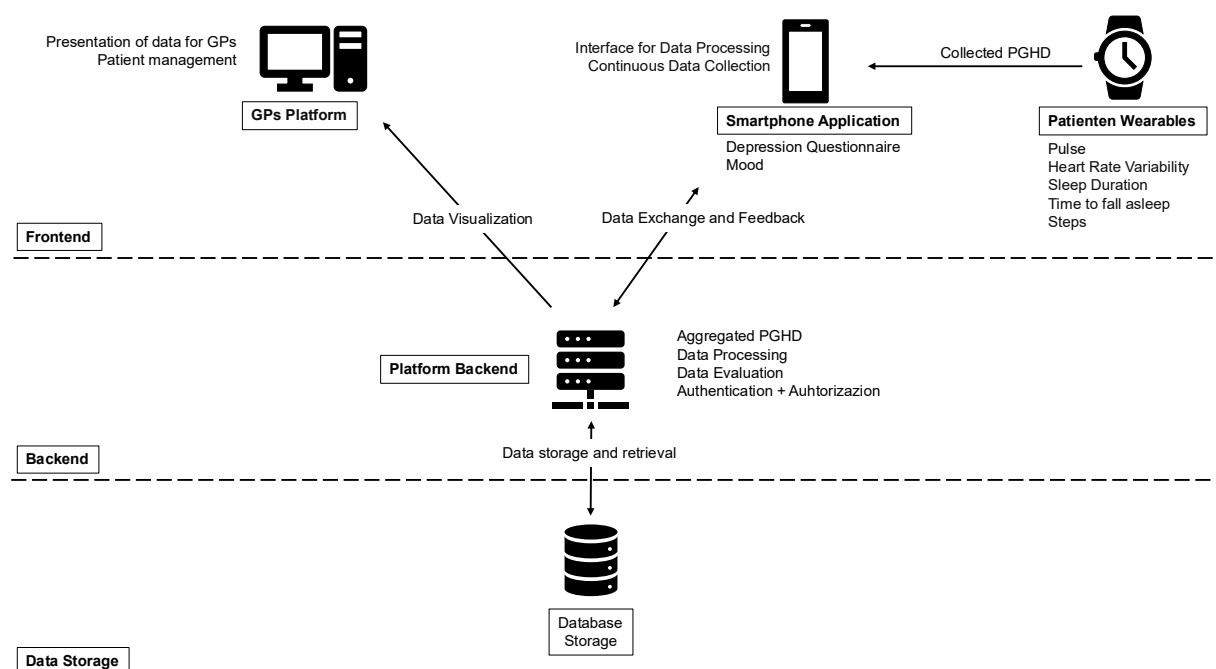 Presentation of data for GPs
Patient management
GPs Platform
Interface for Data Processing
Continuous Data Collection
Collected PGHD
Smartphone Application
Depression Questionnaire
Mood
Patienten Wearables
Pulse
Heart Rate Variability
Sleep Duration
Time to fall asleep
Steps
Data Visualization
Data Exchange and Feedback
Frontend
Platform Backend
Aggregated PGHD
Data Processing
Data Evaluation
Authentication + Auhtorizazion
Data storage and retrieval
Backend
Database
Storage
Data Storage